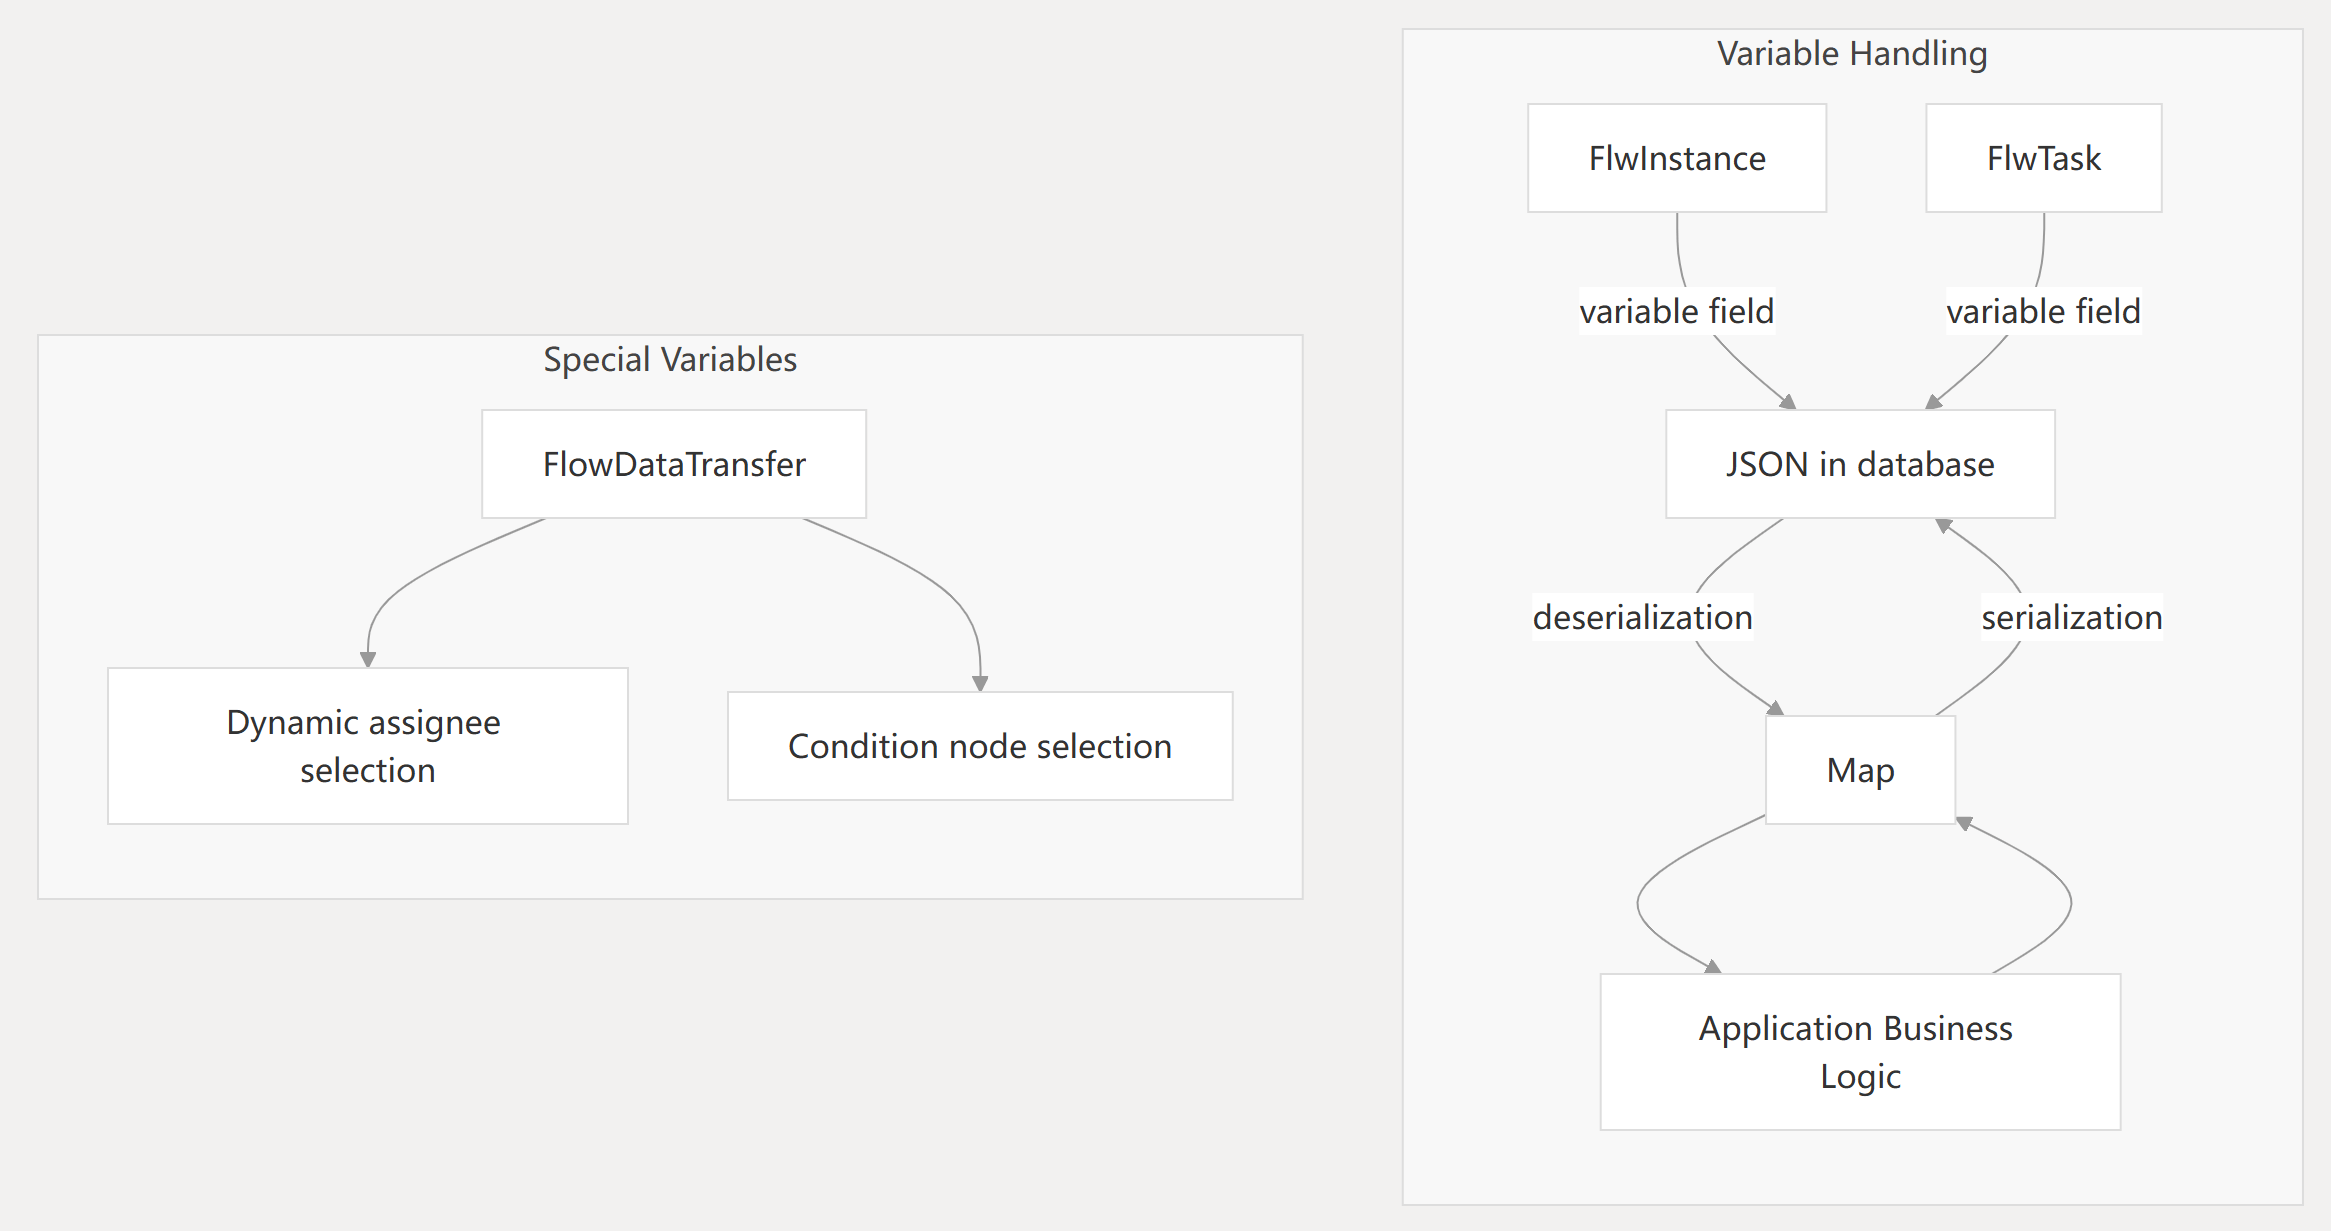 Special Variables
FlowDataTransfer
Dynamic assignee
selection
Condition node selection
Variable Handling
FlwInstance
FlwTask
variable field
variable field
JSON in database
deserialization
serialization
Map
Application Business
Logic